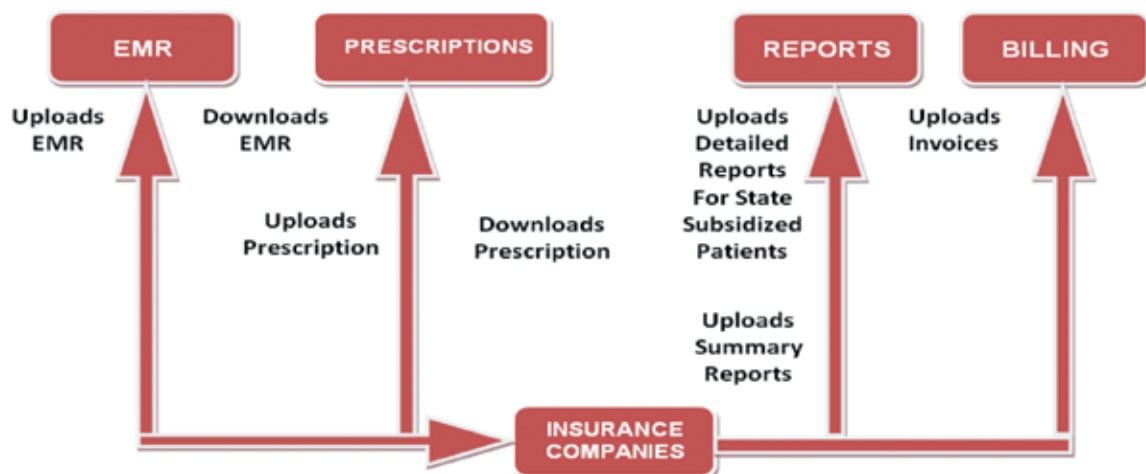 EMR
PRESCRIPTIONS
REPORTS
BILLING
Uploads
EMR
Downloads
EMR
Uploads
Prescription
Downloads
Prescription
Uploads
Detailed
Reports
For State
Subsidized
Patients
Uploads
Invoices
Uploads
Summary
Reports
INSURANCE
COMPANIES